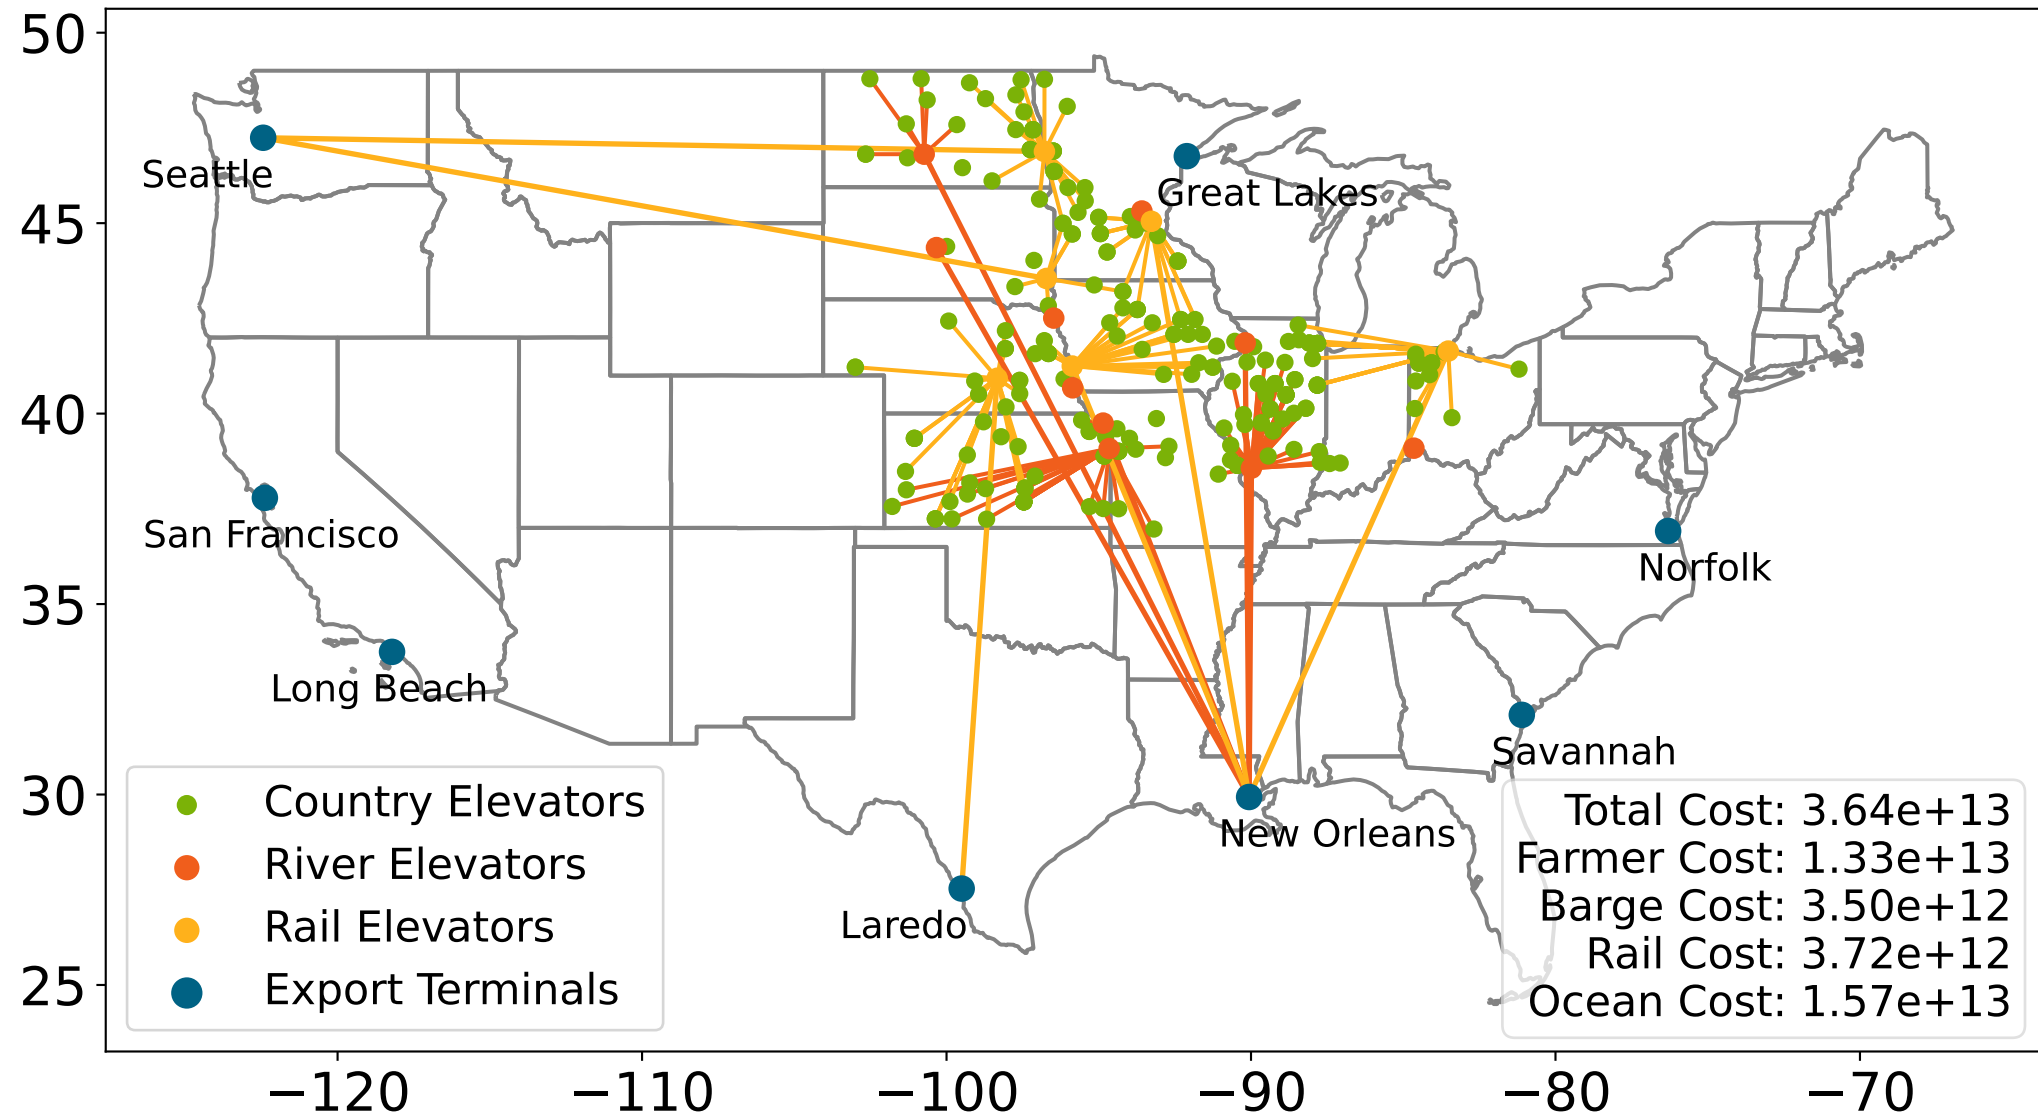 50
45
40
35
30
25
−120
−110
−100
−90
−80
−70
Seattle
Great Lakes
San Francisco
Norfolk
Long Beach
Savannah
New Orleans
Laredo
Country Elevators
River Elevators
Rail Elevators
Export Terminals
Total Cost: 3.64e+13
Farmer Cost: 1.33e+13
Barge Cost: 3.50e+12
Rail Cost: 3.72e+12
Ocean Cost: 1.57e+13